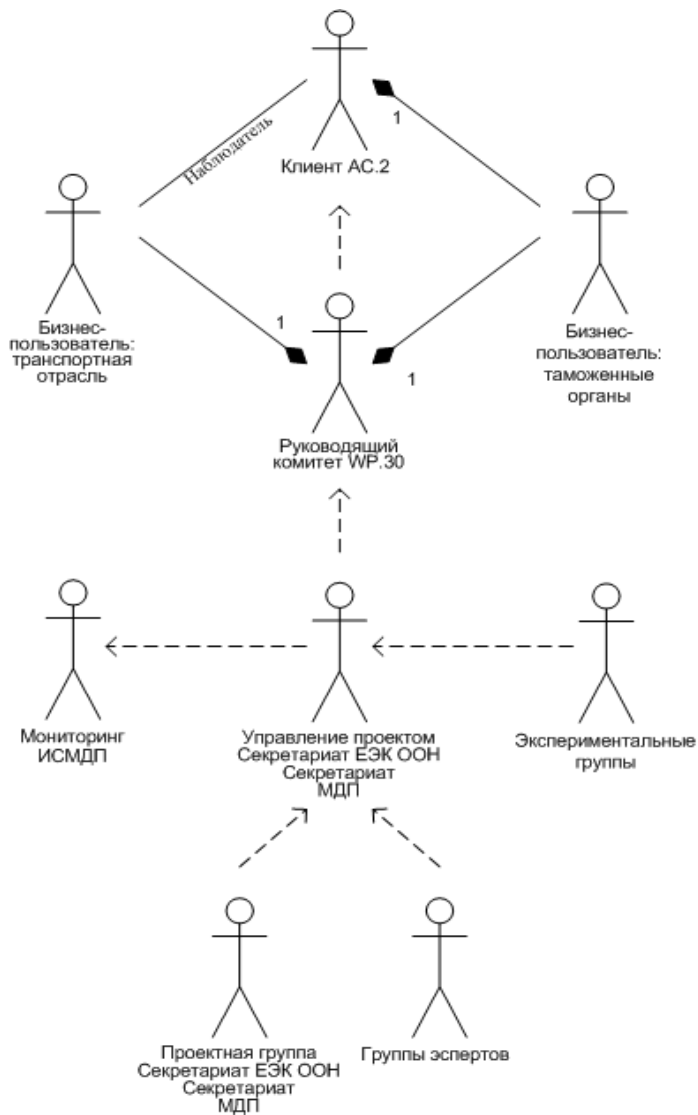 Наблюдатель
1
Клиент АС.2
Бизнес-
пользователь:
транспортная
отрасль
1
1
Бизнес-
пользователь:
таможенные
органы
Руководящий
комитет WP.30
Мониторинг
ИСМДП
Управление проектом
Секретариат ЕЭК ООН
Секретариат
МДП
Экспериментальные
группы
Проектная группа
Секретариат ЕЭК ООН
Секретариат
МДП
Группы эспертов